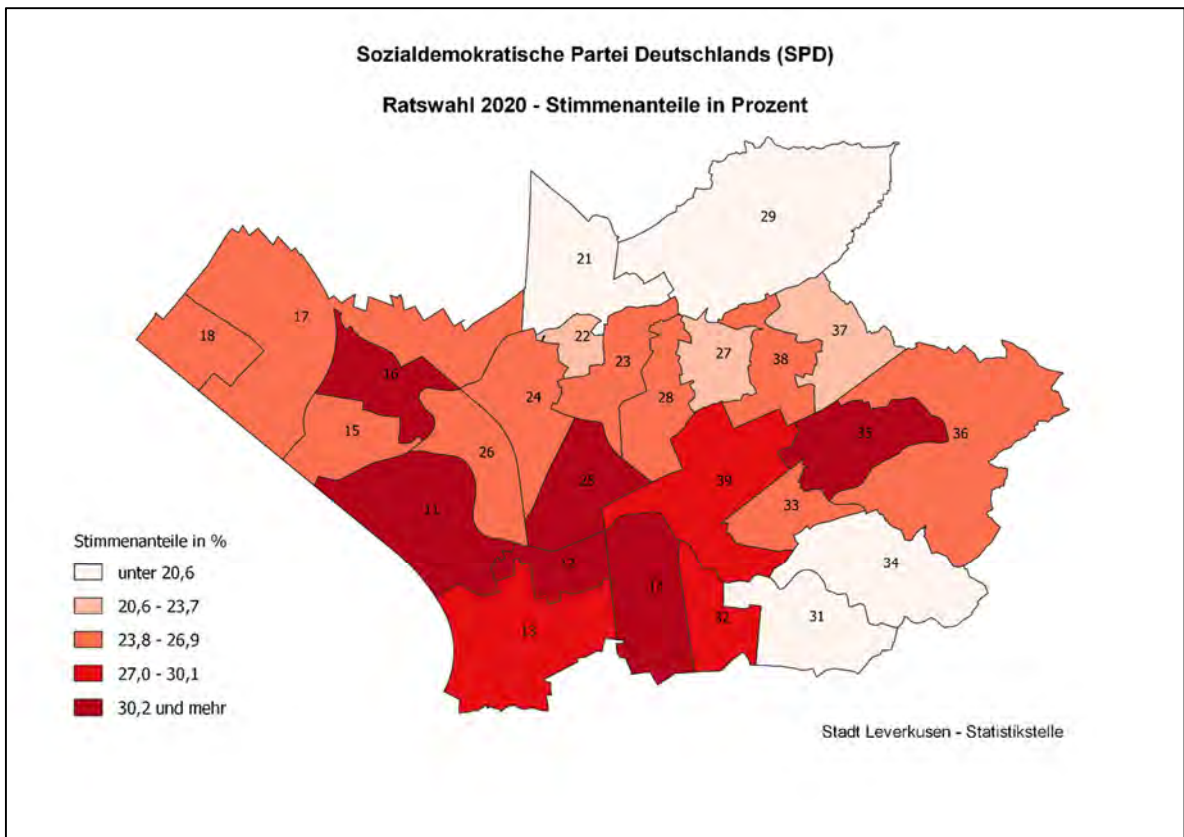 Sozialdemokratische Partei Deutschlands (SPD)
Ratswahl 2020 - Stimmenanteile in Prozent
29
21
17
37
22
18
23
27
38
16
24
28
15
35
36
26
25
39
33
11
12
34
14
31
32
13
Stimmenanteile in %
unter 20,6
20,6 - 23,7
23,8 - 26,9
27,0 - 30,1
30,2 und mehr
Stadt Leverkusen - Statistikstelle